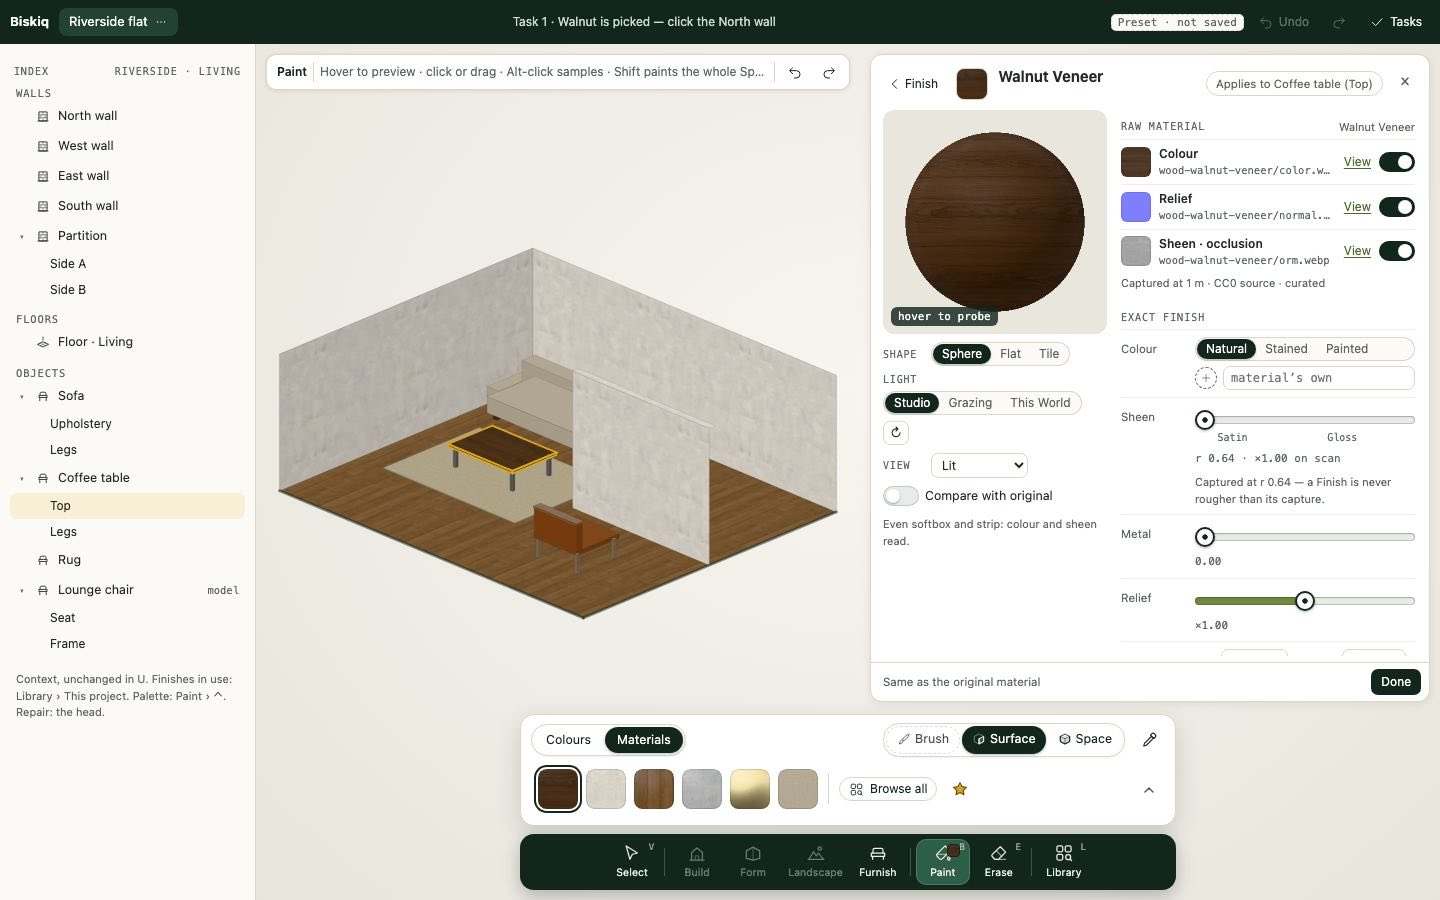 Biskiq
Riverside flat ···
Task 1 · Walnut is picked — click the North wall
Preset · not saved
Undo
Tasks
INDEX
RIVERSIDE · LIVING
WALLS
North wall
West wall
East wall
South wall
Partition
Side A
Side B
FLOORS
Floor · Living
OBJECTS
Sofa
Upholstery
Legs
Coffee table
Top
Legs
Rug
Lounge chair model
Seat
Frame
Context, unchanged in U. Finishes in use:
Library › This project. Palette: Paint › ^.
Repair: the head.
Paint
Hover to preview · click or drag · Alt-click samples · Shift paints the whole Sp…
Finish
Walnut Veneer
Applies to Coffee table (Top)
hover to probe
SHAPE
Sphere
Flat
Tile
LIGHT
Studio
Grazing
This World
VIEW
Lit
Compare with original
Even softbox and strip: colour and sheen
read.
RAW MATERIAL
Walnut Veneer
Colour
wood-walnut-veneer/color.w…
View
Relief
wood-walnut-veneer/normal.…
View
Sheen · occlusion
wood-walnut-veneer/orm.webp
View
Captured at 1 m · CC0 source · curated
EXACT FINISH
Colour
Natural
Stained
Painted
material’s own
Sheen
Satin
Gloss
r 0.64 · ×1.00 on scan
Captured at r 0.64 — a Finish is never
rougher than its capture.
Metal
0.00
Relief
×1.00
Same as the original material
Done
Colours
Materials
Brush
Surface
Space
Browse all
Select V
Build
Form
Landscape
Furnish
Paint B
Erase E
Library L